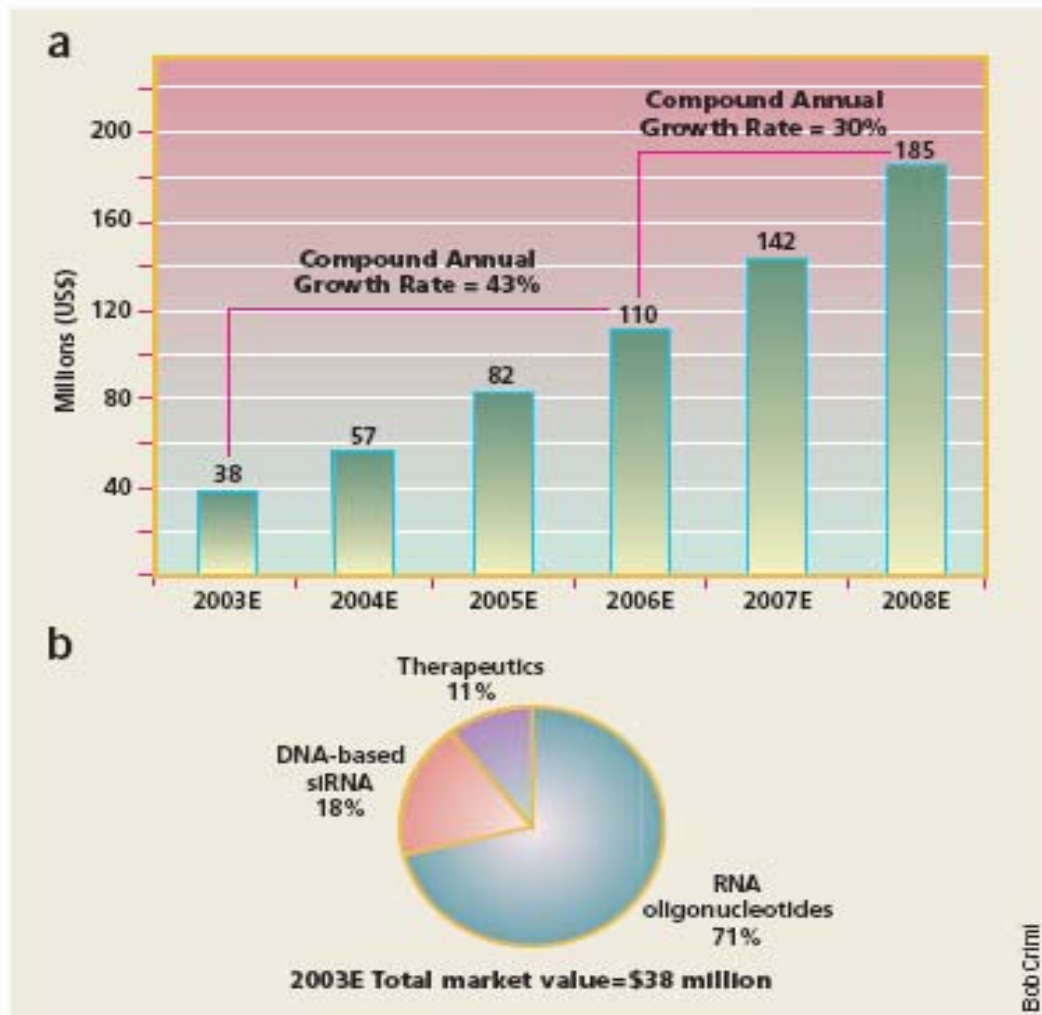 a
Compound Annual
Growth Rate = 30%
200
185
160
142
Compound Annual
Growth Rate = 43%
Millions (US$)
120
110
80
82
57
40
38
2003E 2004E 2005E 2006E 2007E 2008E
b
Therapeutics
11%
DNA-based
siRNA
18%
RNA
oligonucleotides
71%
2003E Total market value=$38 million
Bob Crimi